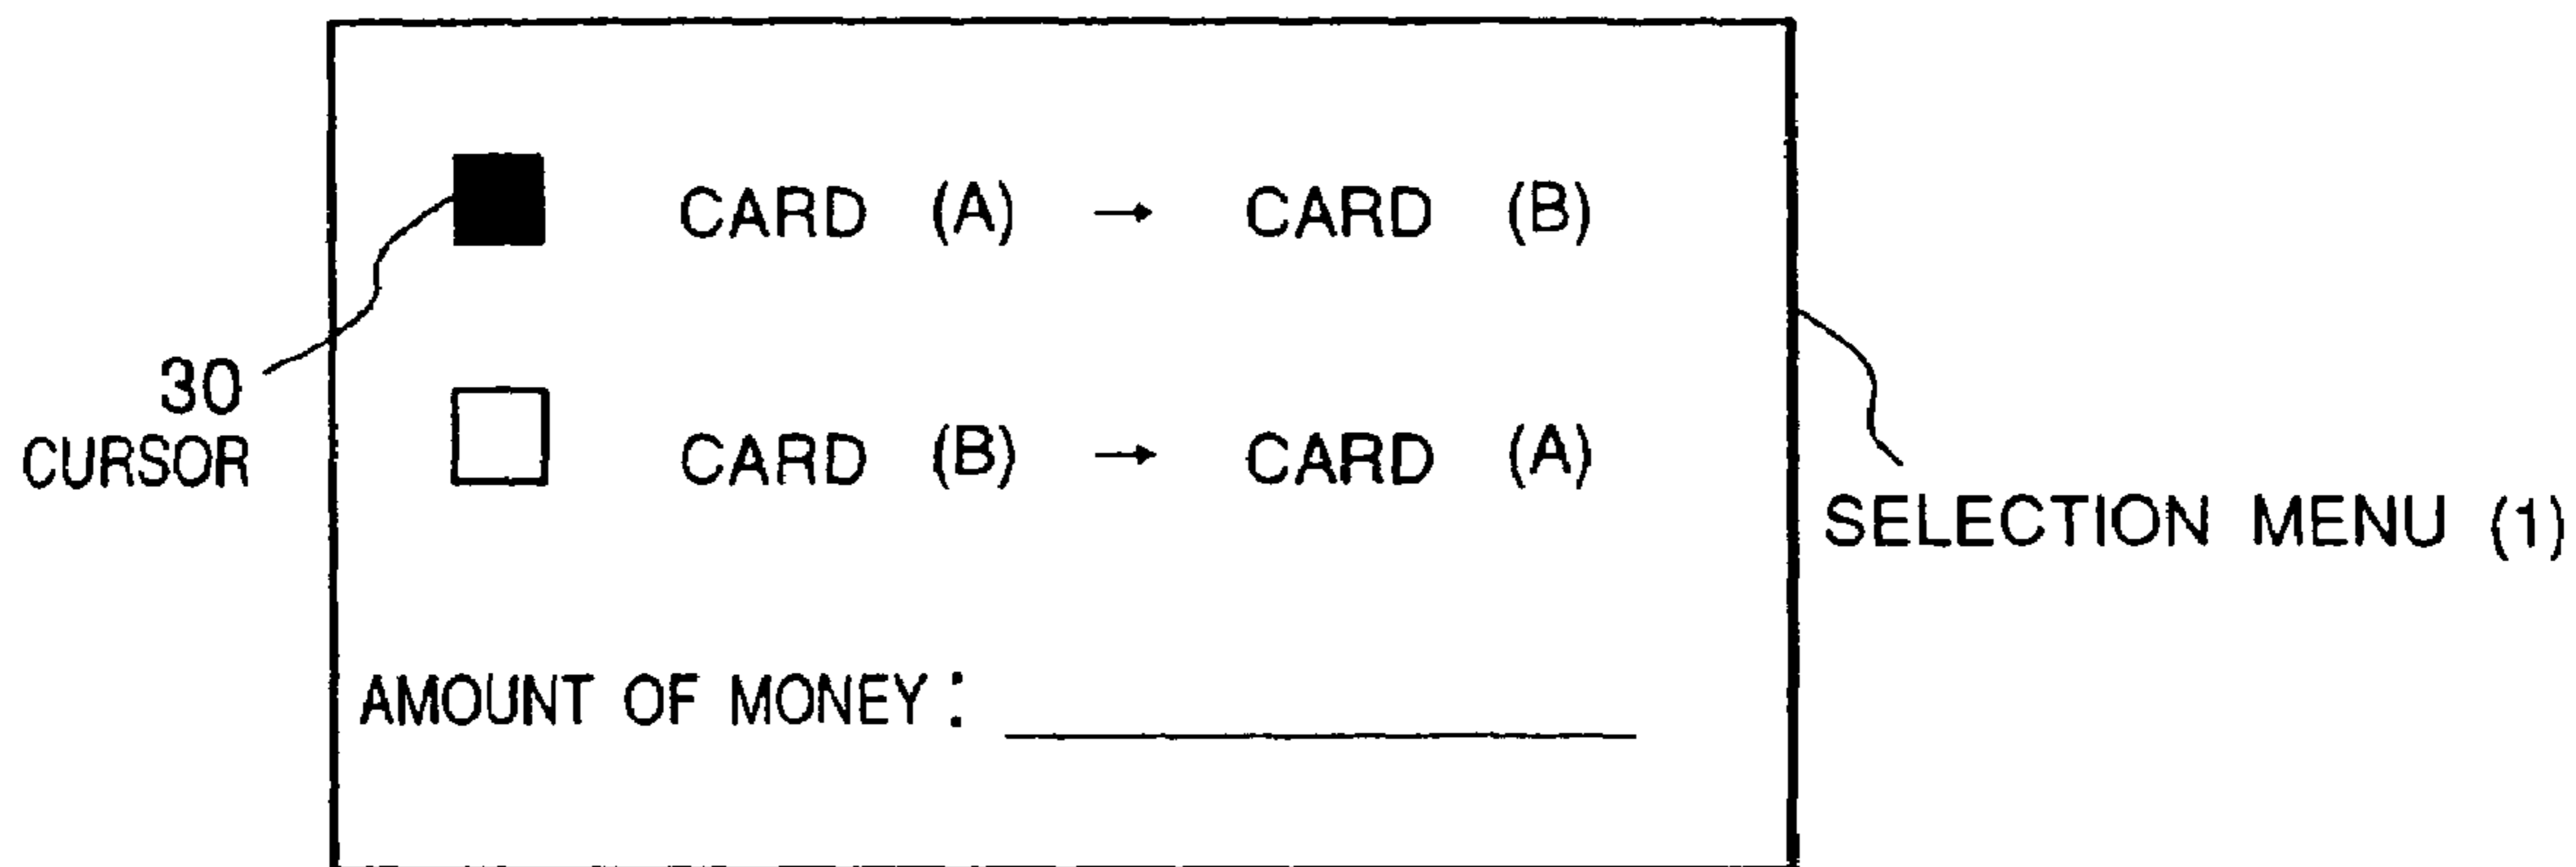 CARD (A) → CARD (B)
30
CURSOR
CARD (B) → CARD (A)
SELECTION MENU (1)
AMOUNT OF MONEY: